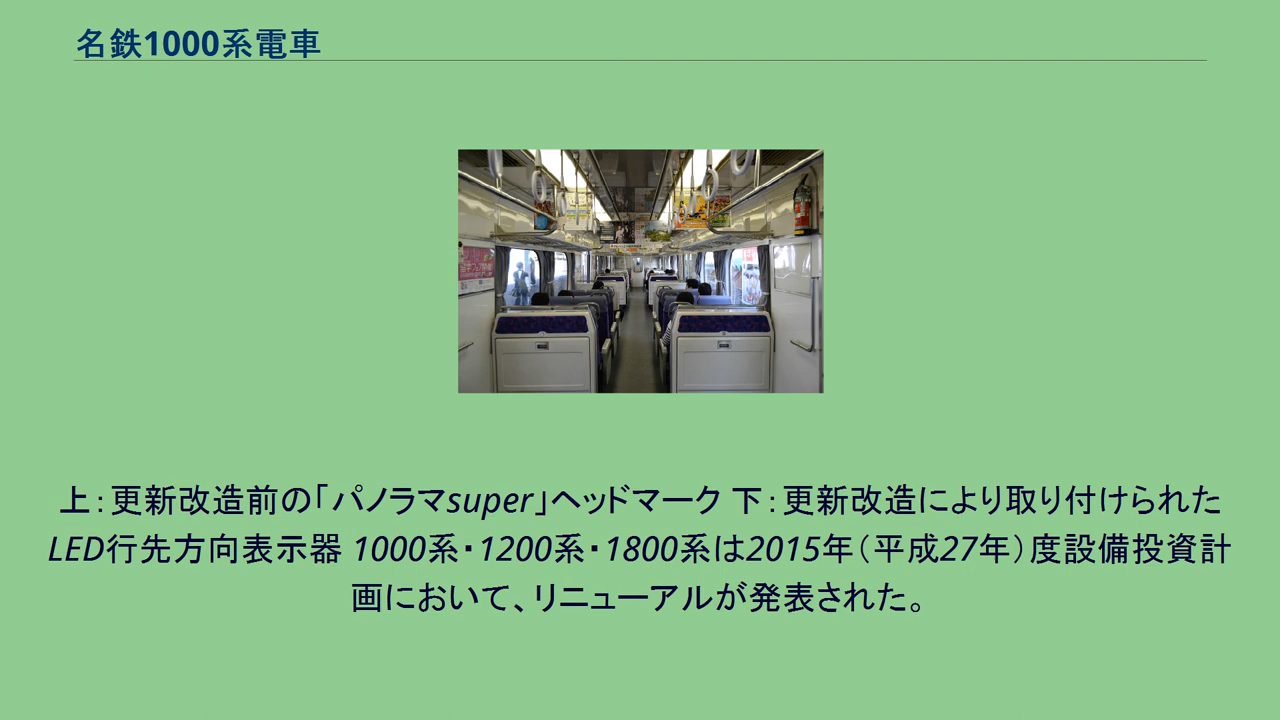 名鉄1000系電車
上：更新改造前の「パノラマsuper」ヘッドマーク 下：更新改造により取り付けられた
LED行先方向表示器 1000系・1200系・1800系は2015年（平成27年）度設備投資計
画において、リニューアルが発表された。